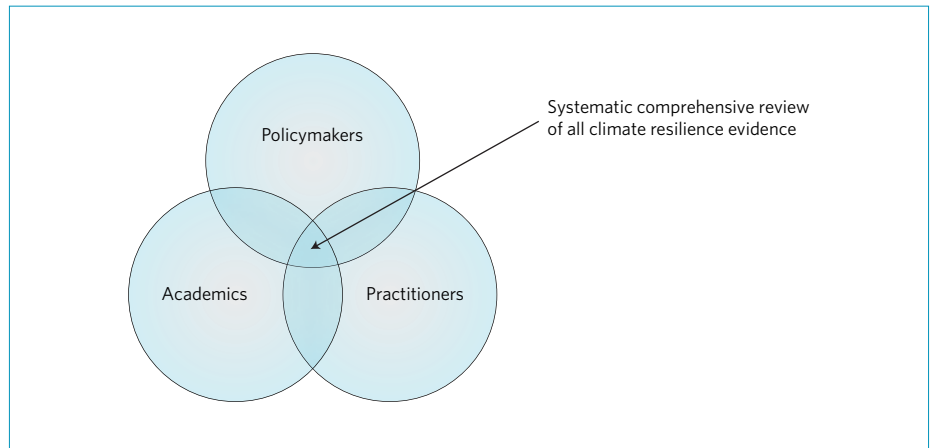 Systematic comprehensive review
of all climate resilience evidence
Policymakers
Academics
Practitioners